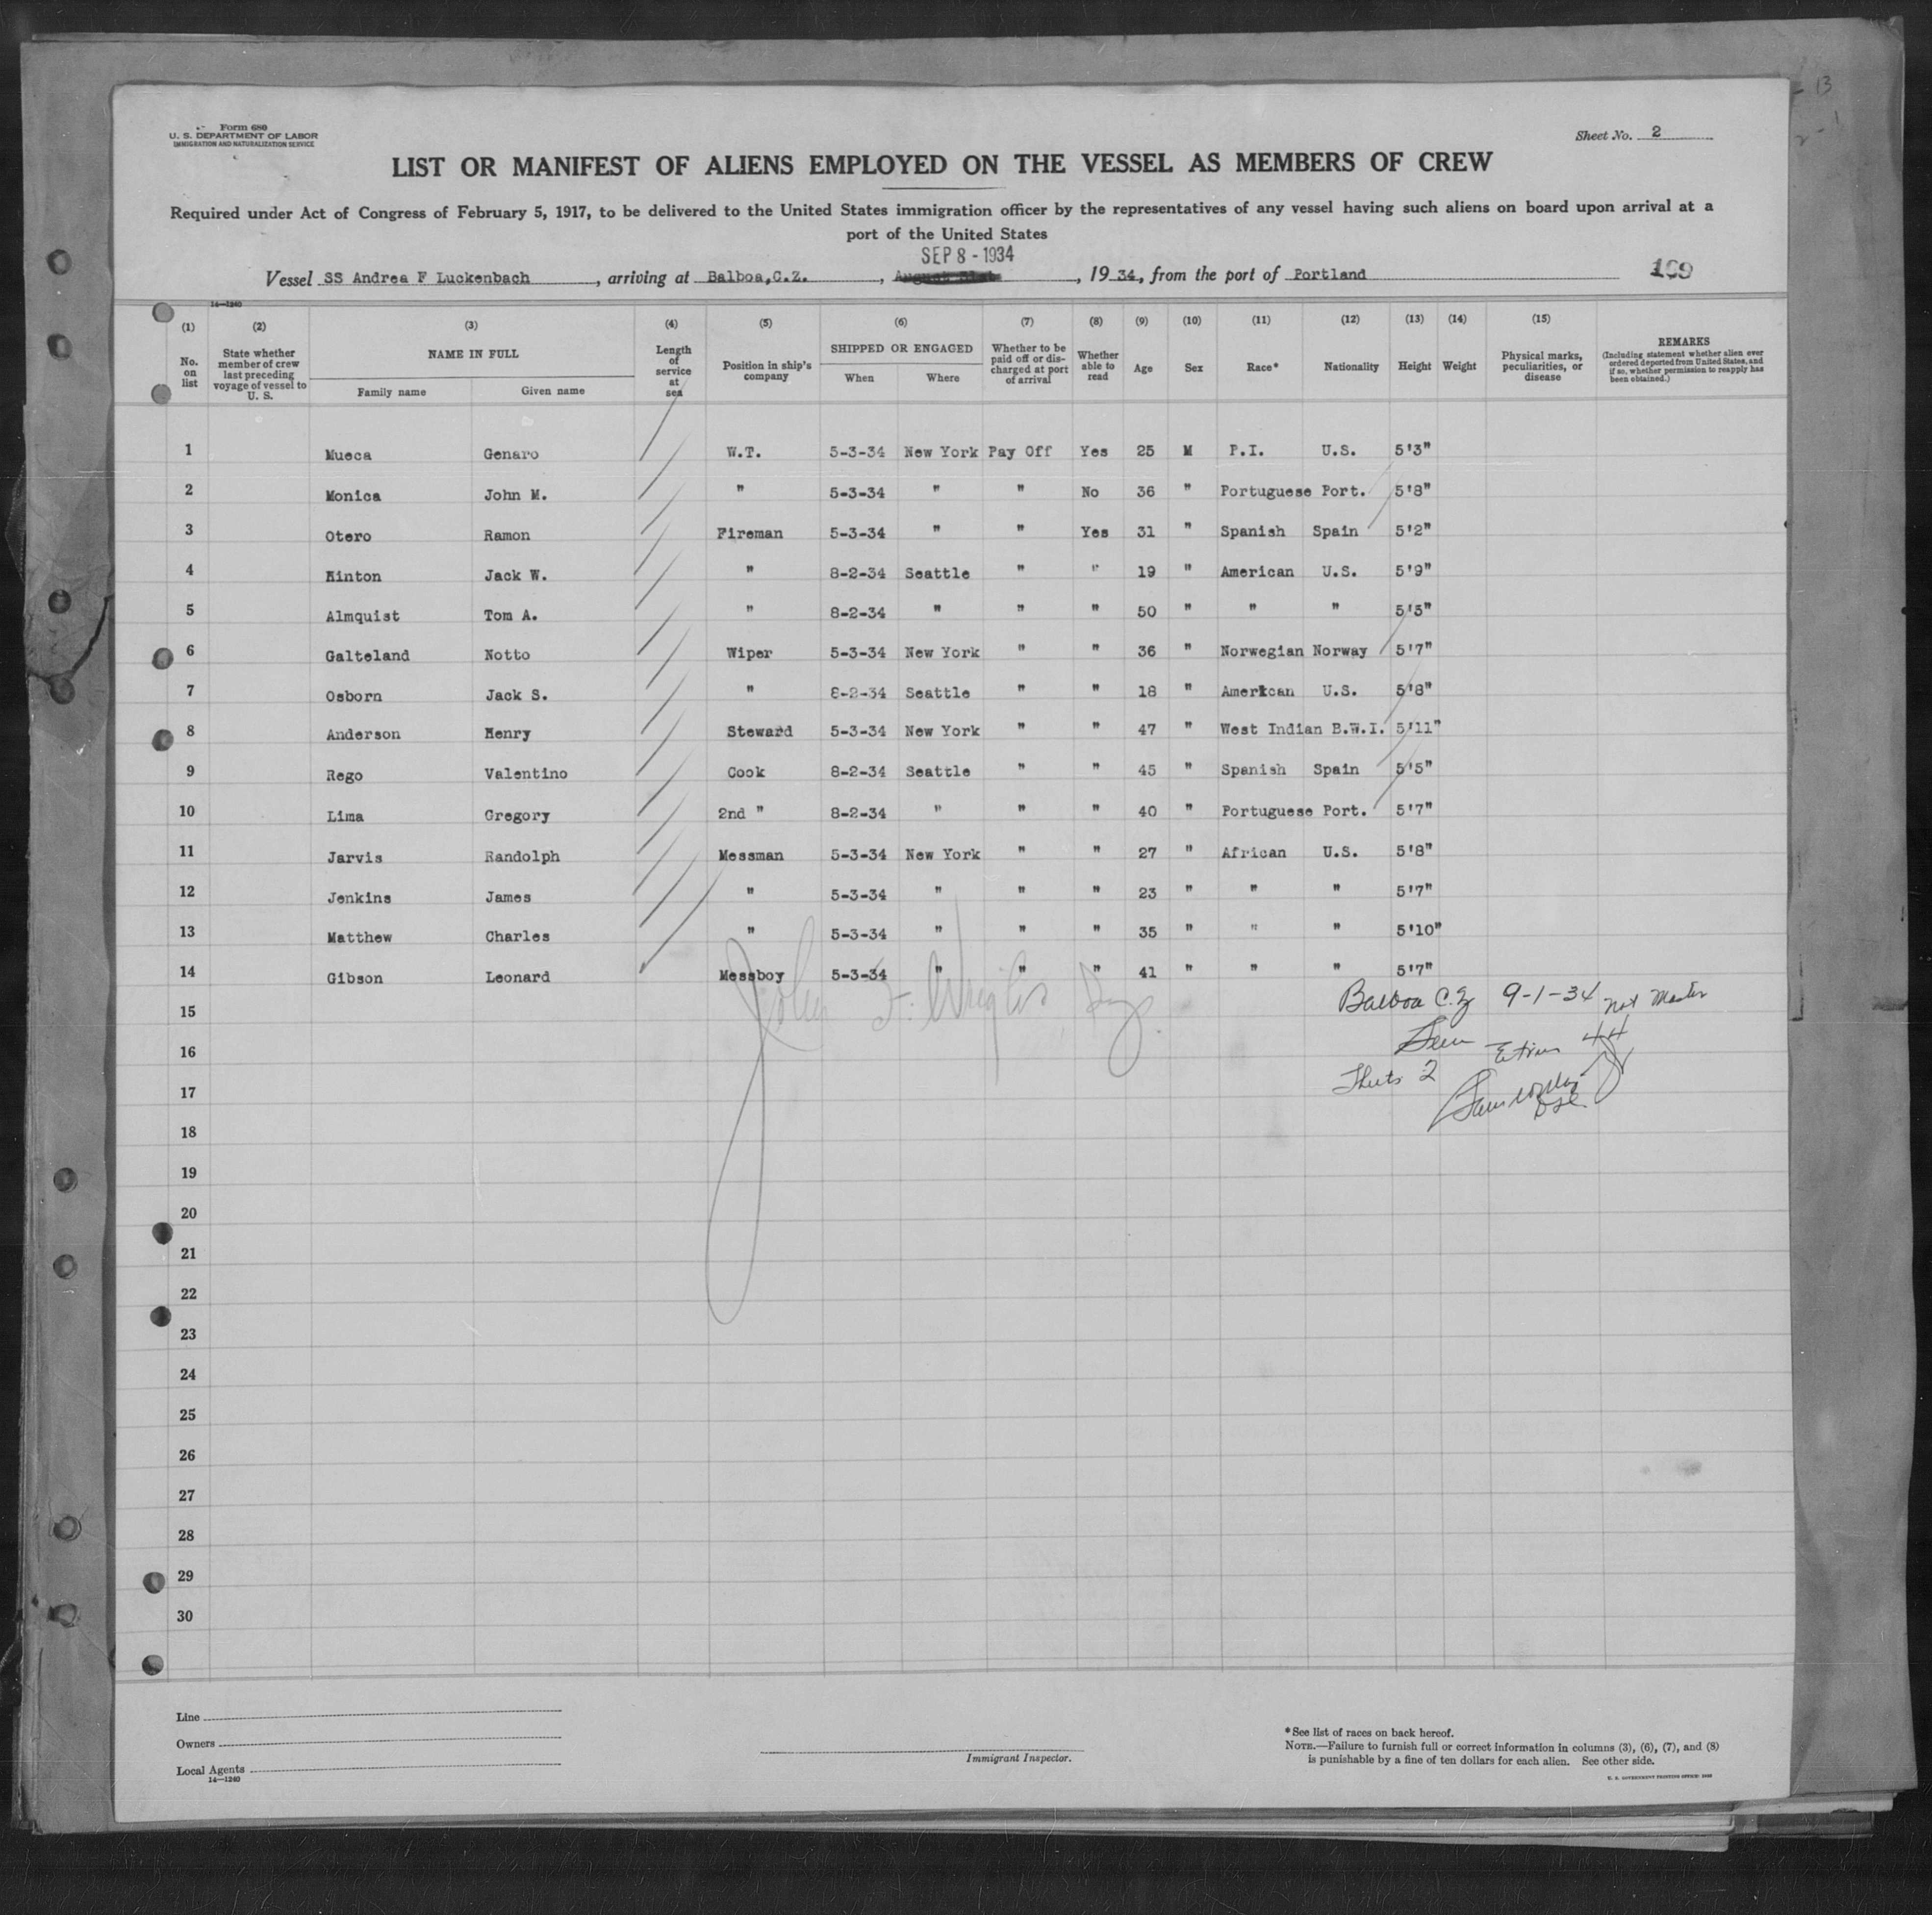 Form 680
U. S. DEPARTMENT OF LABOR
IMMIGRATION AND NATURALIZATION SERVICE
Sheet No. 2
LIST OR MANIFEST OF ALIENS EMPLOYED ON THE VESSEL AS MEMBERS OF CREW
Required under Act of Congress of February 5, 1917, to be delivered to the United States immigration officer by the representatives of any vessel having such aliens on board upon arrival at a
port of the United States
SEP 8 - 1934
Vessel SS Andrea F Luckenbach, arriving at Balboa,C.Z., August 31st, 1934, from the port of Portland 169
14—1240
(1) (2) (3) (4) (5) (6) (7) (8) (9) (10) (11) (12) (13) (14) (15)
No. on list State whether member of crew last preceding voyage of vessel to U. S. NAME IN FULL Family name Given name Length of service at sea Position in ship's company SHIPPED OR ENGAGED When Where Whether to be paid off or discharged at port of arrival Whether able to read Age Sex Race* Nationality Height Weight Physical marks, peculiarities, or disease REMARKS (Including statement whether alien ever ordered deported from United States, and if so, whether permission to reapply has been obtained.)
1 Mueca Genaro W.T. 5-3-34 New York Pay Off Yes 25 M P.I. U.S. 5'3"
2 Monica John M. " 5-3-34 " " No 36 " Portuguese Port. 5'8"
3 Otero Ramon Fireman 5-3-34 " " Yes 31 " Spanish Spain 5'2"
4 Hinton Jack W. " 8-2-34 Seattle " " 19 " American U.S. 5'9"
5 Almquist Tom A. " 8-2-34 " " " 50 " " " 5'5"
6 Galteland Notto Wiper 5-3-34 New York " " 36 " Norwegian Norway 5'7"
7 Osborn Jack S. " 8-2-34 Seattle " " 18 " American U.S. 5'8"
8 Anderson Henry Steward 5-3-34 New York " " 47 " West Indian B.W.I. 5'11"
9 Rego Valentino Cook 8-2-34 Seattle " " 45 " Spanish Spain 5'5"
10 Lima Gregory 2nd " 8-2-34 " " " 40 " Portuguese Port. 5'7"
11 Jarvis Randolph Messman 5-3-34 New York " " 27 " African U.S. 5'8"
12 Jenkins James " 5-3-34 " " " 23 " " " 5'7"
13 Matthew Charles " 5-3-34 " " " 35 " " " 5'10"
14 Gibson Leonard Messboy 5-3-34 " " " 41 " " " 5'7"
15 Balboa C.Z 9-1-34 not Master
John F.
16 Seen 44
17 Sheets 2
18
19
20
21
22
23
24
25
26
27
28
29
30
Line
Owners
Local Agents
14—1240
Immigrant Inspector.
*See list of races on back hereof.
NOTE.—Failure to furnish full or correct information in columns (3), (6), (7), and (8)
is punishable by a fine of ten dollars for each alien. See other side.
U. S. GOVERNMENT PRINTING OFFICE